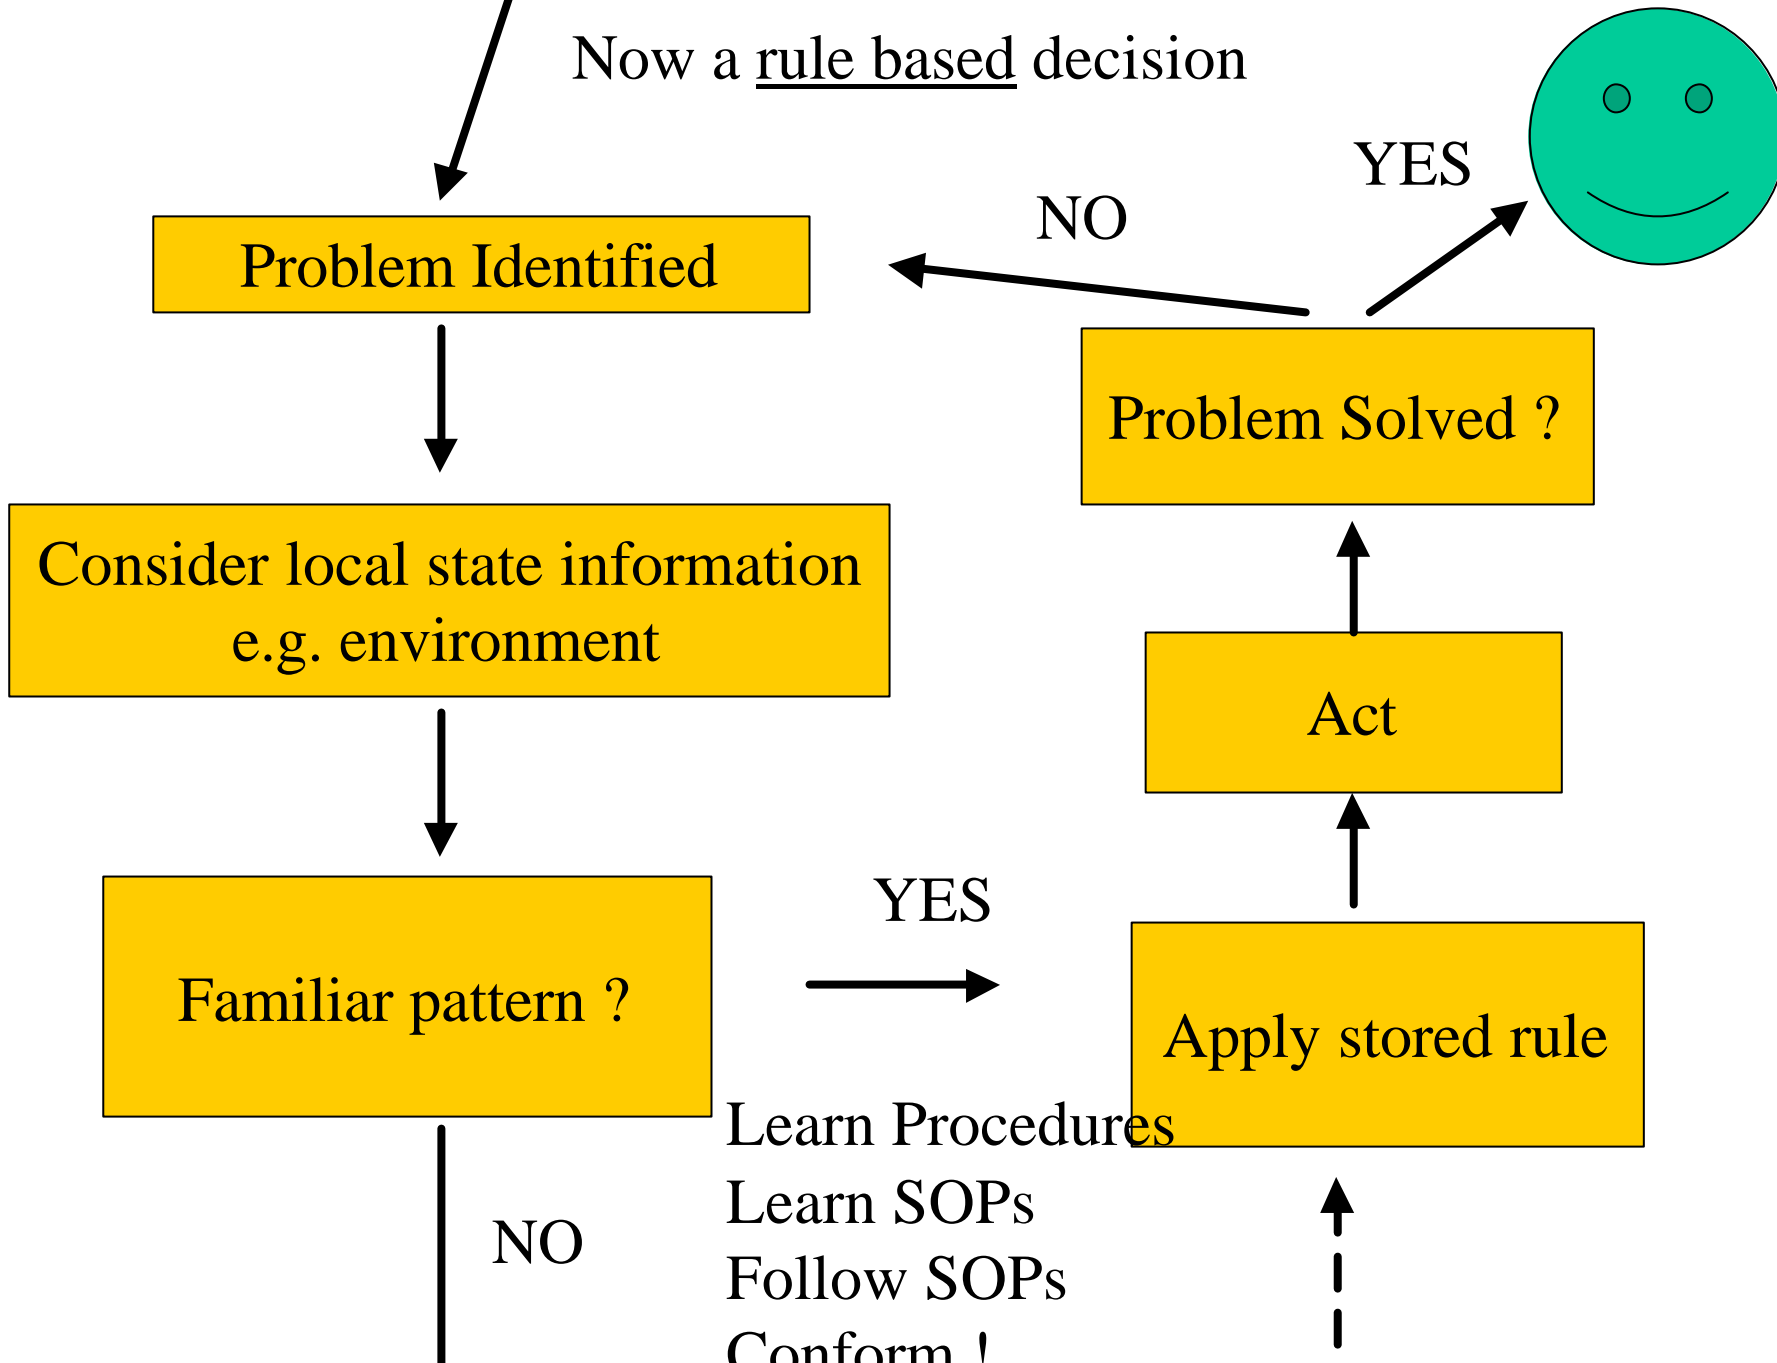 Now a rule based decision
YES
NO
Problem Identified
Problem Solved ?
Consider local state information
e.g. environment
Act
YES
Familiar pattern ?
Apply stored rule
Learn Procedures
Learn SOPs
NO
Follow SOPs
Conform !